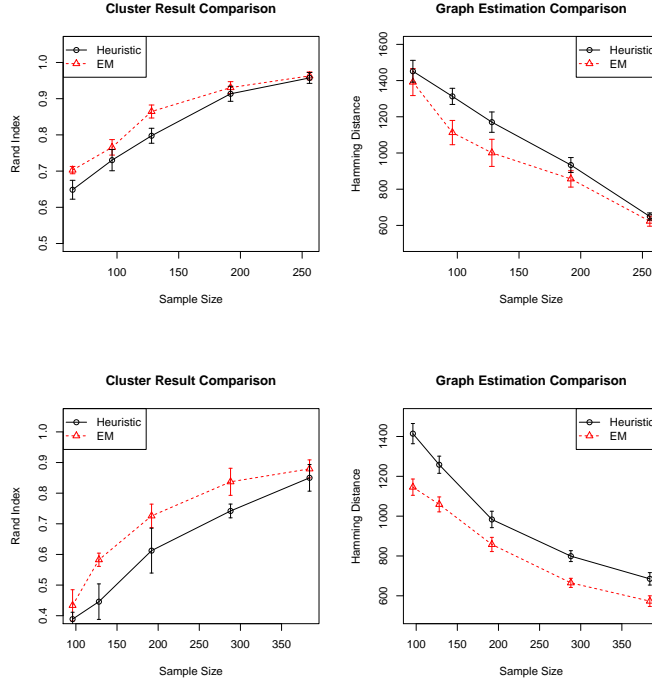 Cluster Result Comparison
Heuristic
EM
Rand Index
0.5 0.6 0.7 0.8 0.9 1.0
100 150 200 250
Sample Size
Graph Estimation Comparison
Heuristic
EM
Hamming Distance
600 800 1000 1200 1400 1600
100 150 200 250
Sample Size
Cluster Result Comparison
Heuristic
EM
Rand Index
0.4 0.5 0.6 0.7 0.8 0.9 1.0
100 150 200 250 300 350
Sample Size
Graph Estimation Comparison
Heuristic
EM
Hamming Distance
600 800 1000 1200 1400
100 150 200 250 300 350
Sample Size